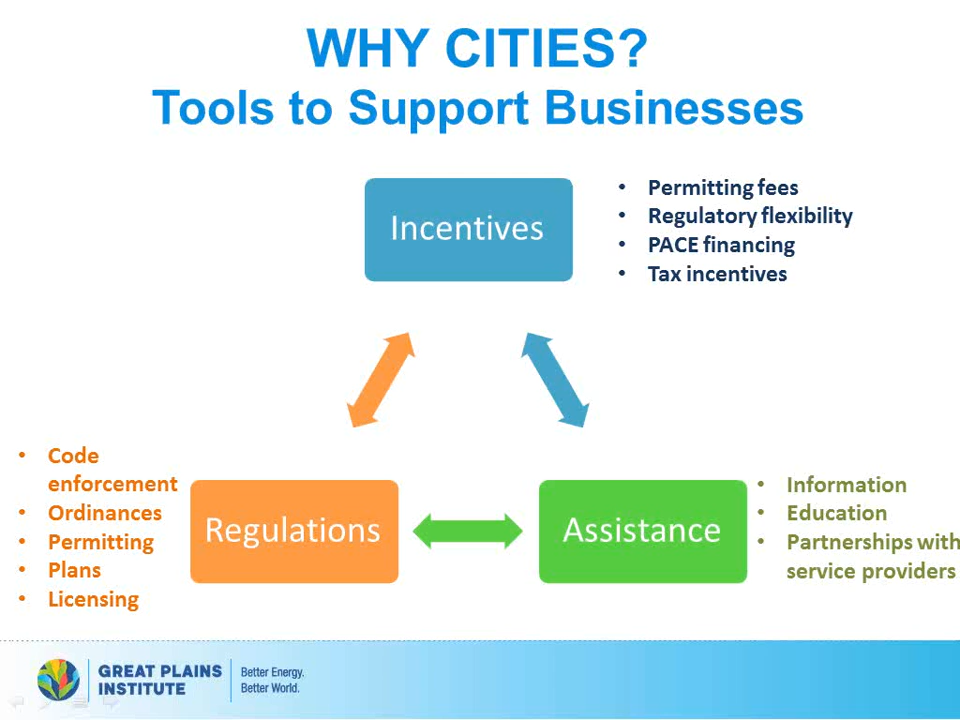 WHY CITIES?
Tools to Support Businesses
Incentives
• Permitting fees
• Regulatory flexibility
• PACE financing
• Tax incentives
• Code
enforcement
• Ordinances
• Permitting
• Plans
• Licensing
Regulations
Assistance
• Information
• Education
• Partnerships with
service providers
GREAT PLAINS
INSTITUTE
Better Energy.
Better World.